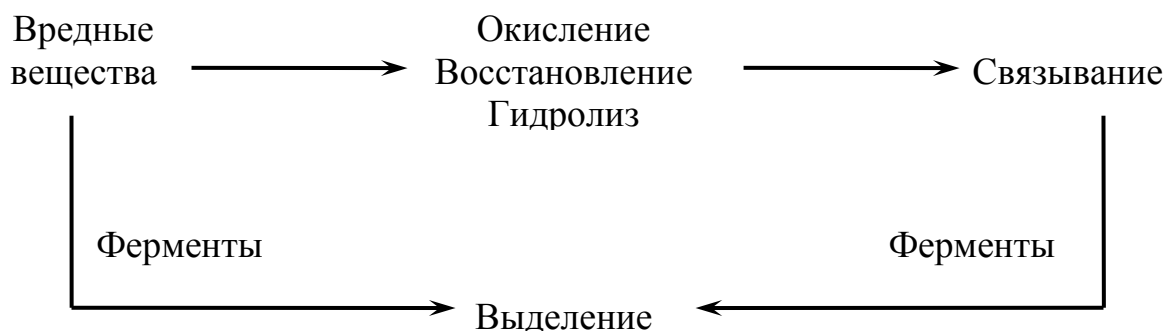 Вредные
вещества
Окисление
Восстановление
Гидролиз
Связывание
Ферменты
Ферменты
Выделение